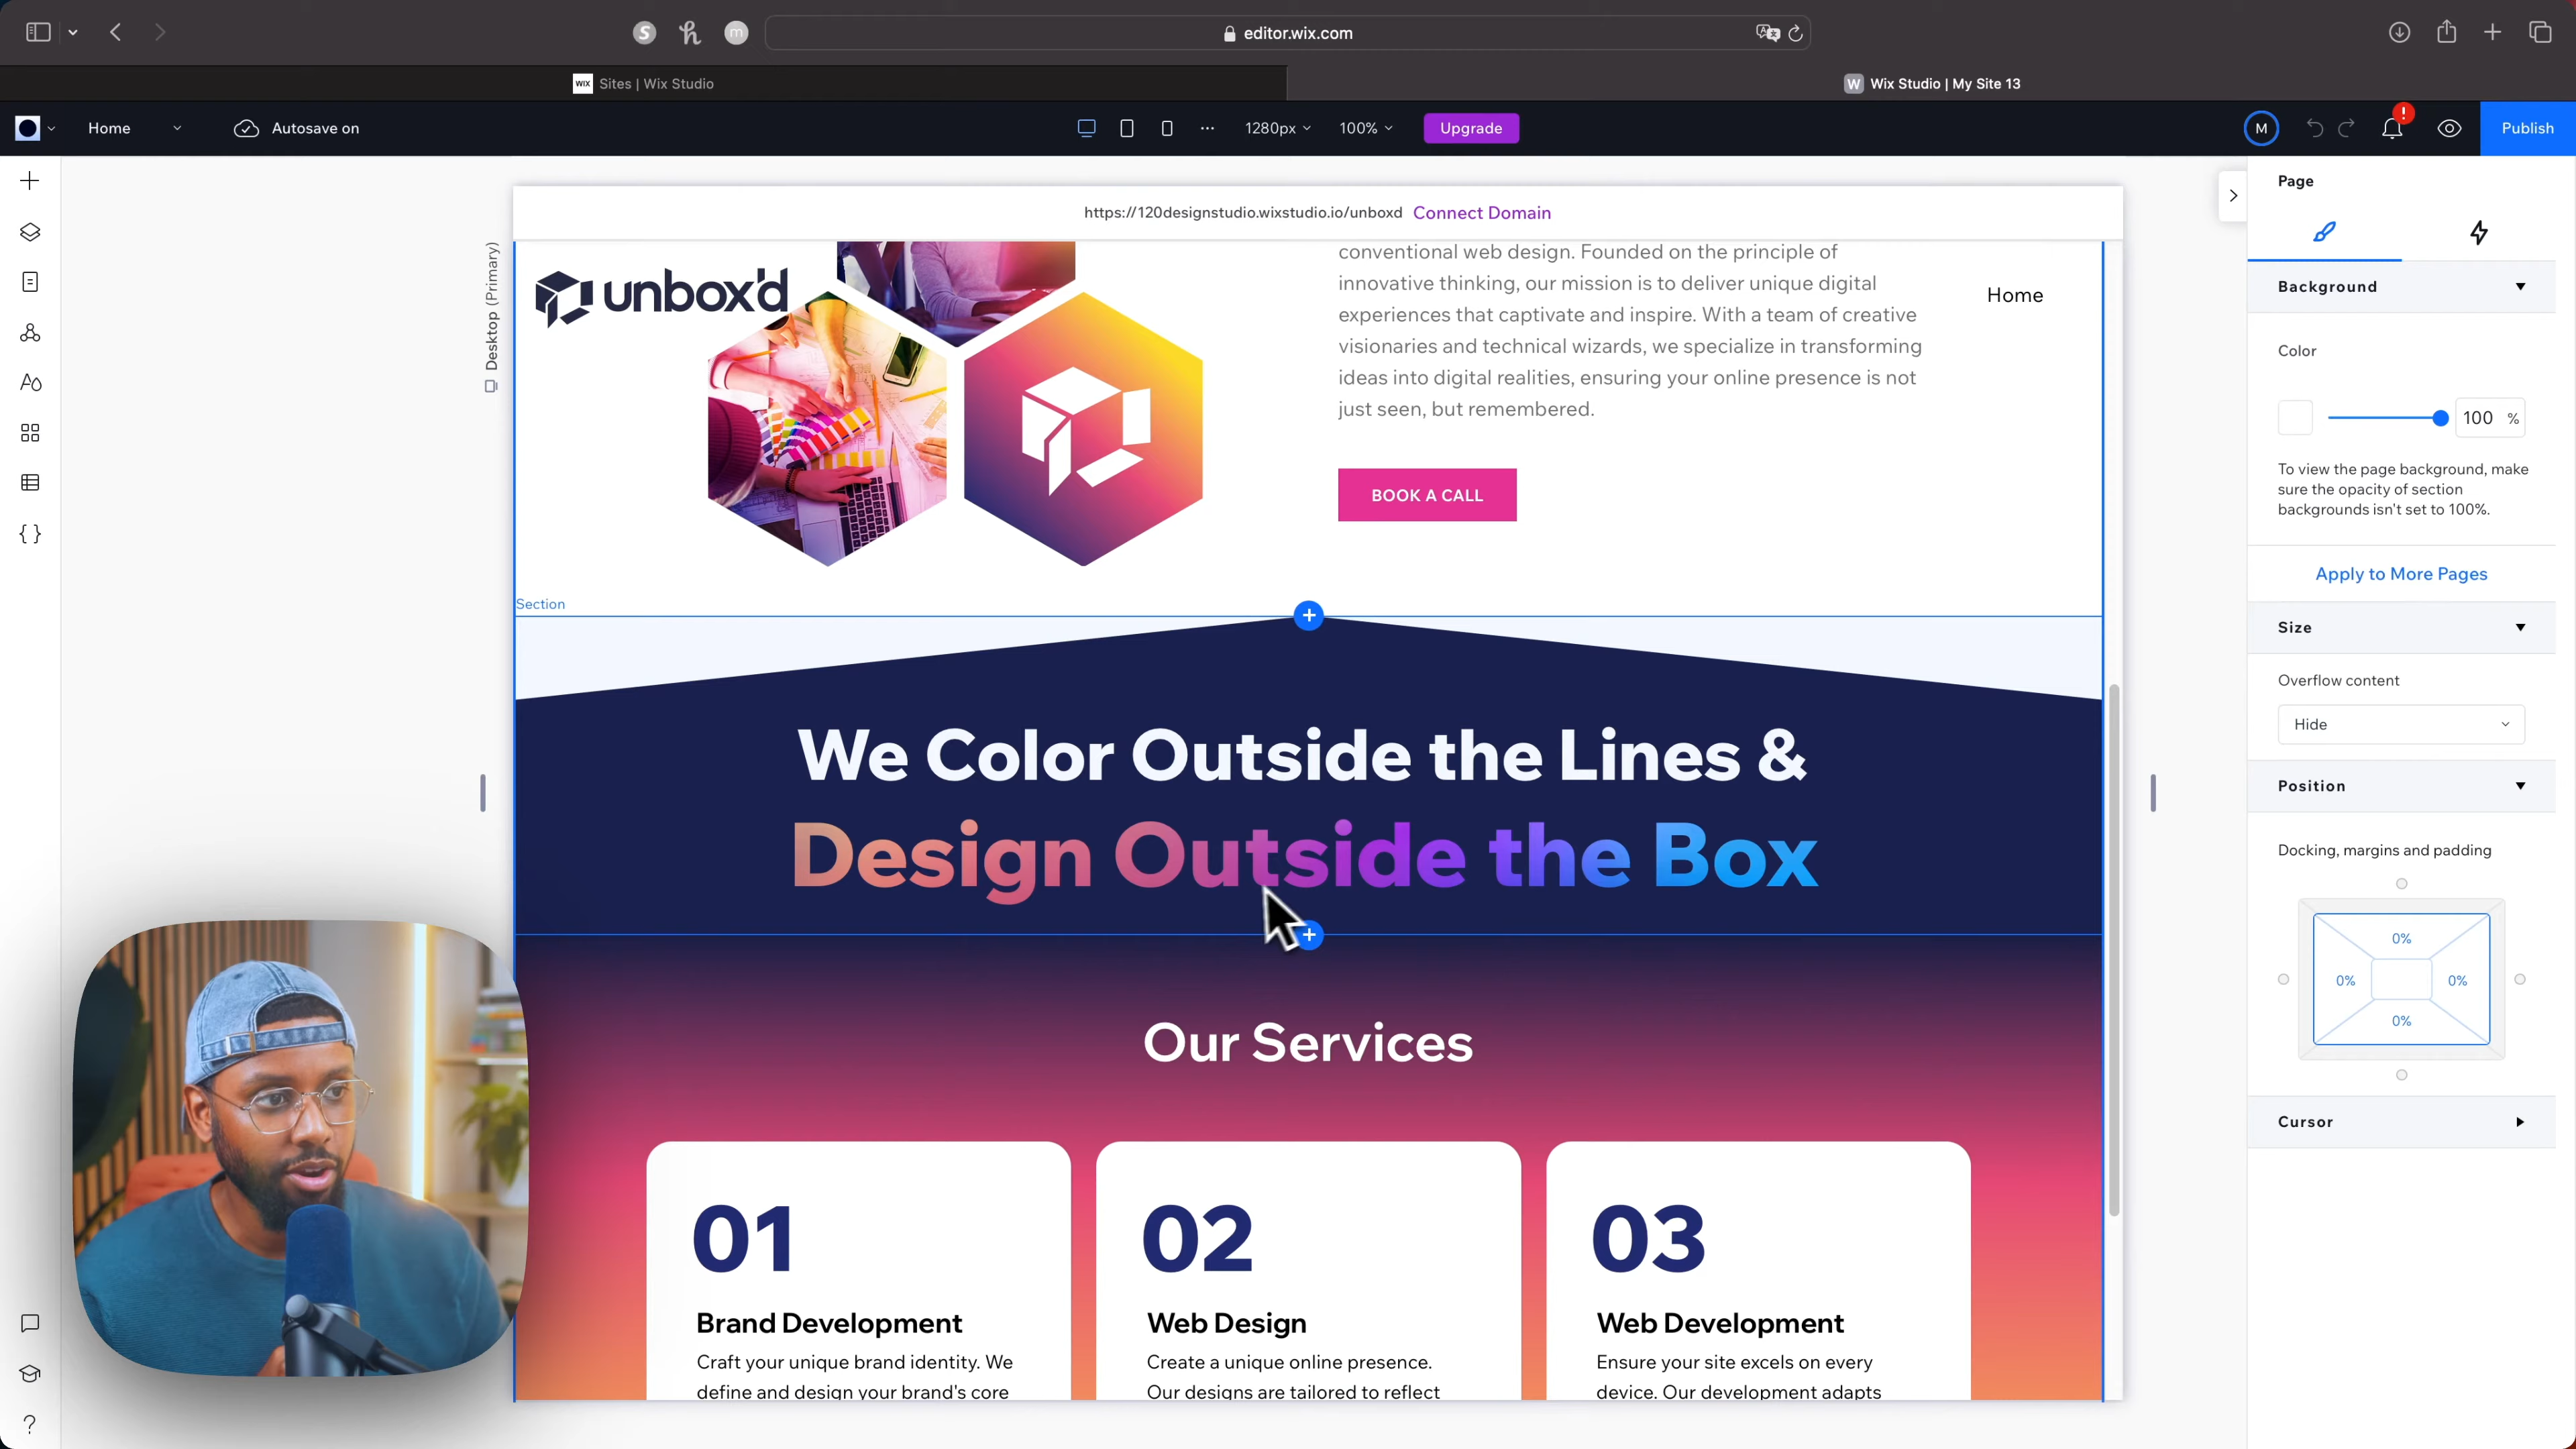 S h m editor.wix.com
WIX Sites | Wix Studio
W Wix Studio | My Site 13
Home Autosave on 1280px 100% Upgrade M ! Publish
https://120designstudio.wixstudio.io/unboxd Connect Domain
Desktop (Primary)
unbox'd
Home
conventional web design. Founded on the principle of
innovative thinking, our mission is to deliver unique digital
experiences that captivate and inspire. With a team of creative
visionaries and technical wizards, we specialize in transforming
ideas into digital realities, ensuring your online presence is not
just seen, but remembered.
BOOK A CALL
Section
We Color Outside the Lines &
Design Outside the Box
Our Services
01
Brand Development
Craft your unique brand identity. We
define and design your brand's core
02
Web Design
Create a unique online presence.
Our designs are tailored to reflect
03
Web Development
Ensure your site excels on every
device. Our development adapts
Page
Background
Color
100 %
To view the page background, make
sure the opacity of section
backgrounds isn't set to 100%.
Apply to More Pages
Size
Overflow content
Hide
Position
Docking, margins and padding
0%
0% 0%
0%
Cursor